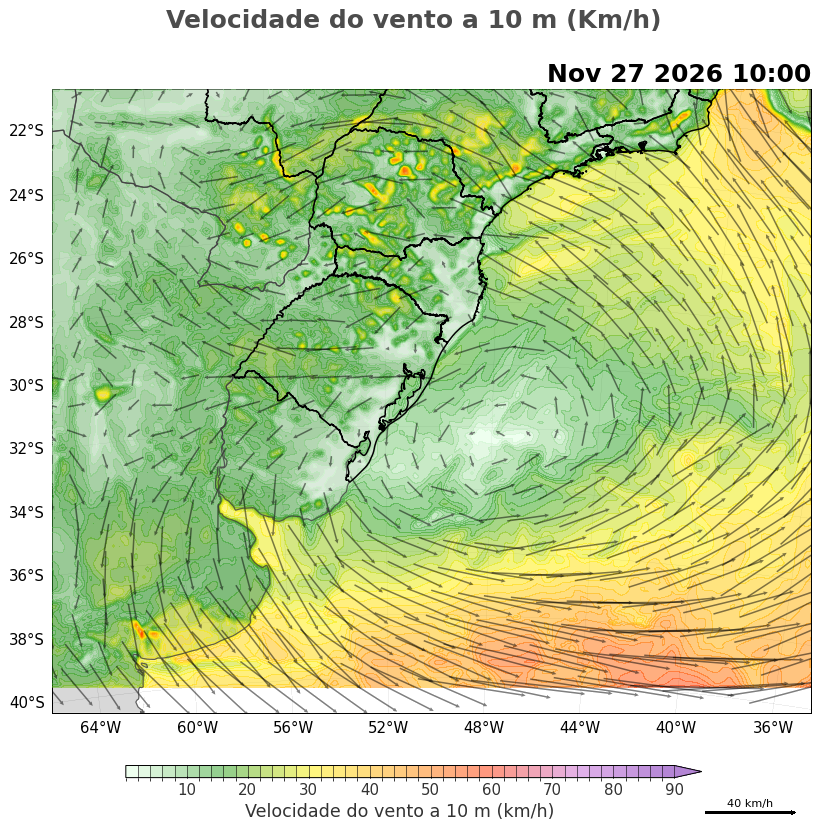 Velocidade do vento a 10 m (Km/h)
Nov 27 2026 10:00
22°S
24°S
26°S
28°S
30°S
32°S
34°S
36°S
38°S
40°S
64°W 60°W 56°W 52°W 48°W 44°W 40°W 36°W
10 20 30 40 50 60 70 80 90
Velocidade do vento a 10 m (km/h)
40 km/h